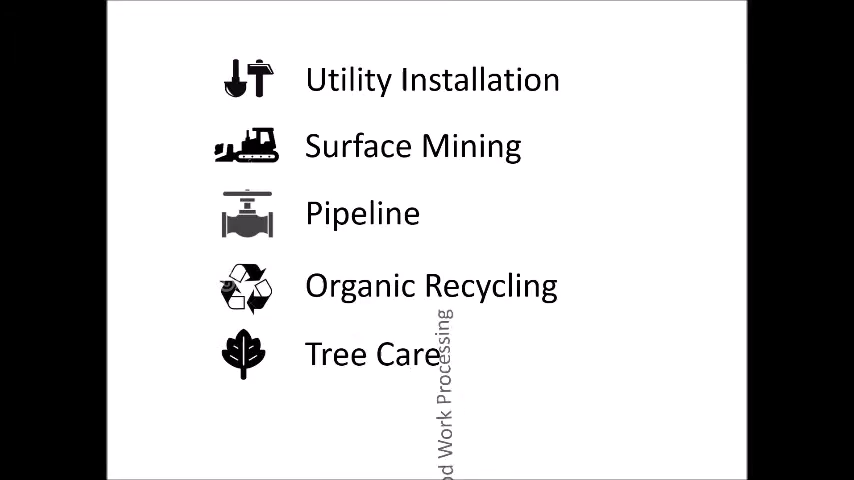 Utility Installation
Surface Mining
Pipeline
Organic Recycling
Tree Care
Work Processing